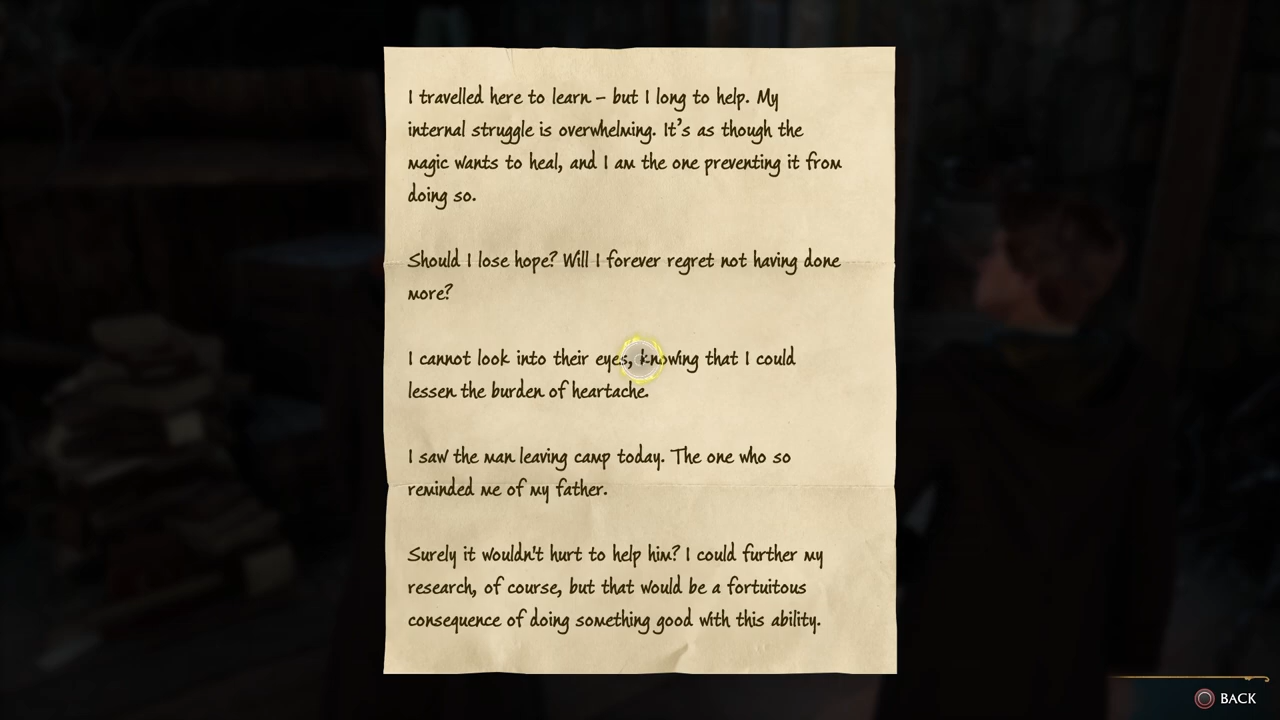 I travelled here to learn – but I long to help. My
internal struggle is overwhelming. It's as though the
magic wants to heal, and I am the one preventing it from
doing so.
Should I lose hope? Will I forever regret not having done
more?
I cannot look into their eyes, knowing that I could
lessen the burden of heartache.
I saw the man leaving camp today. The one who so
reminded me of my father.
Surely it wouldn't hurt to help him? I could further my
research, of course, but that would be a fortuitous
consequence of doing something good with this ability.
BACK